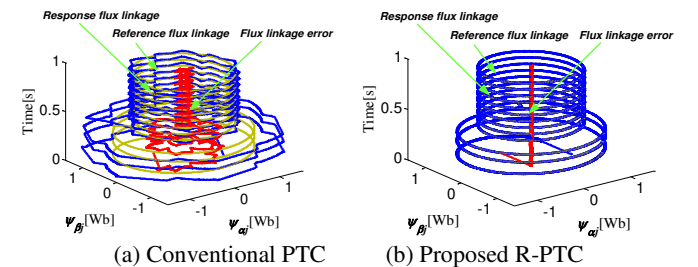 Response flux linkage
Reference flux linkage
Flux linkage error
1
0.5
0
Time[s]
1
0
-1
ψβj[Wb]
-1
0
1
ψαj[Wb]
(a) Conventional PTC
Response flux linkage
Reference flux linkage
Flux linkage error
1
0.5
0
Time[s]
1
0
-1
ψβj[Wb]
-1
0
1
ψαj[Wb]
(b) Proposed R-PTC